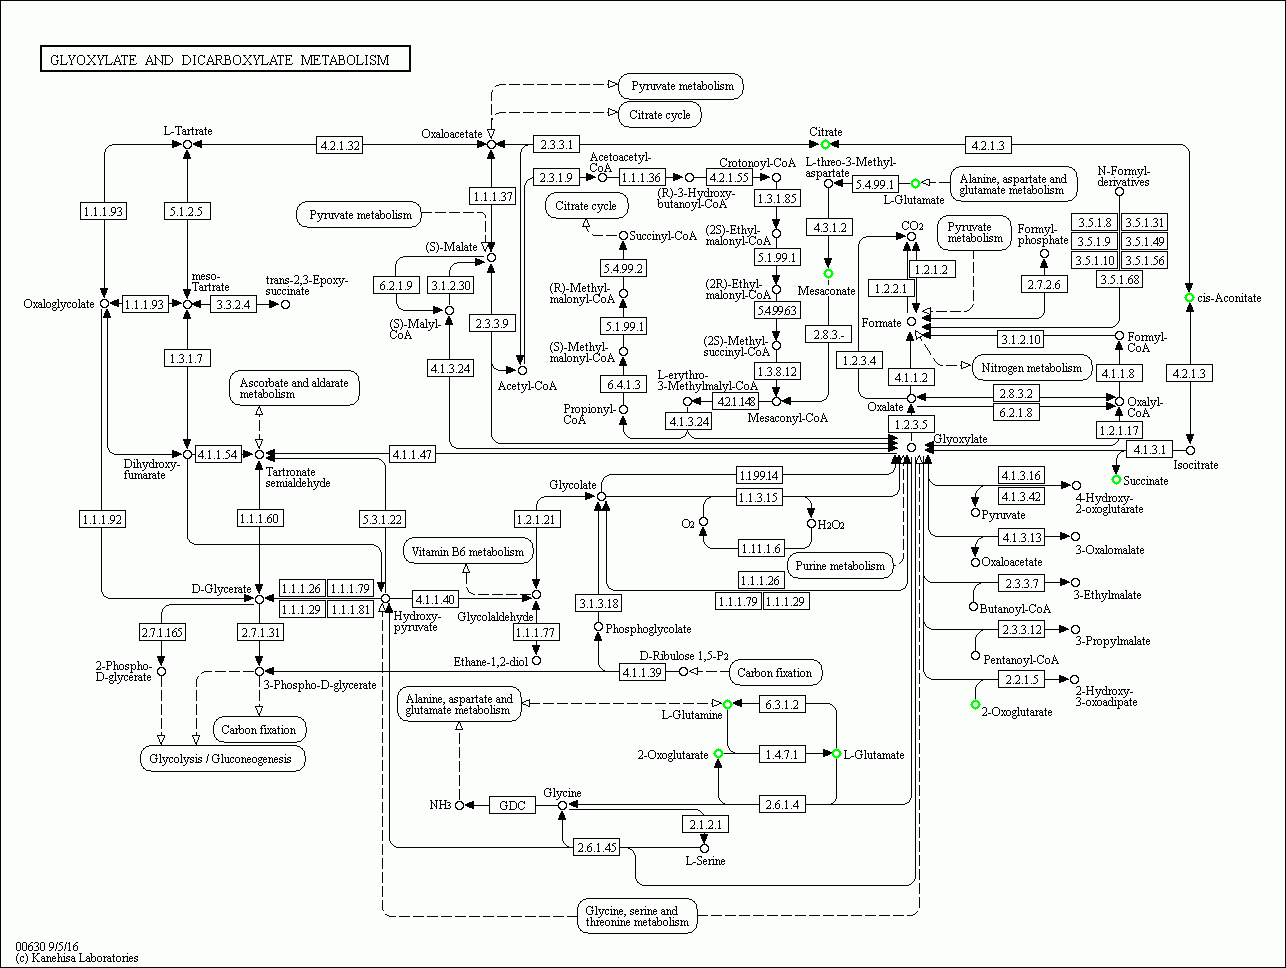 GLYOXYLATE AND DICARBOXYLATE METABOLISM
Pyruvate metabolism
Citrate cycle
L-Tartrate
4.2.1.32
Oxaloacetate
2.3.3.1
Citrate
4.2.1.3
Acetoacetyl-
CoA
Crotonoyl-CoA
L-threo-3-Methyl-
aspartate
2.3.1.9
1.1.1.36
4.2.1.55
5.4.99.1
L-Glutamate
Alanine, aspartate and
glutamate metabolism
N-Formyl-
derivatives
(R)-3-Hydroxy-
butanoyl-CoA
1.1.1.93
5.1.2.5
1.1.1.37
Pyruvate metabolism
Citrate cycle
1.3.1.85
4.3.1.2
CO2
Pyruvate
metabolism
Formyl-
phosphate
3.5.1.8
3.5.1.31
3.5.1.9
3.5.1.49
3.5.1.10
3.5.1.56
3.5.1.68
(S)-Malate
Succinyl-CoA
(2S)-Ethyl-
malonyl-CoA
5.4.99.2
5.1.99.1
1.2.1.2
1.2.2.1
2.7.2.6
Mesaconate
cis-Aconitate
meso-
Tartrate
trans-2,3-Epoxy-
succinate
Oxaloglycolate
1.1.1.93
3.3.2.4
6.2.1.9
3.1.2.30
(R)-Methyl-
malonyl-CoA
(2R)-Ethyl-
malonyl-CoA
(S)-Malyl-
CoA
2.3.3.9
5.1.99.1
5.4.99.63
2.8.3.-
Formate
3.1.2.10
Formyl-
CoA
1.3.1.7
4.1.3.24
(S)-Methyl-
malonyl-CoA
(2S)-Methyl-
succinyl-CoA
1.2.3.4
4.1.1.2
Nitrogen metabolism
4.1.1.8
4.2.1.3
Acetyl-CoA
6.4.1.3
1.3.8.12
L-erythro-
3-Methylmalyl-CoA
Ascorbate and aldarate
metabolism
Propionyl-
CoA
4.2.1.148
4.1.3.24
Mesaconyl-CoA
Oxalate
2.8.3.2
6.2.1.8
Oxalyl-
CoA
1.2.3.5
1.2.1.17
Glyoxylate
4.1.1.54
4.1.1.47
4.1.3.1
Isocitrate
Dihydroxy-
fumarate
Tartronate
semialdehyde
Succinate
Glycolate
1.1.99.14
1.1.3.15
4.1.3.16
4.1.3.42
4-Hydroxy-
2-oxoglutarate
Pyruvate
1.1.1.92
1.1.1.60
5.3.1.22
1.2.1.21
O2
H2O2
1.11.1.6
4.1.3.13
3-Oxalomalate
Oxaloacetate
Vitamin B6 metabolism
Purine metabolism
D-Glycerate
1.1.1.26
1.1.1.79
1.1.1.29
1.1.1.81
4.1.1.40
Hydroxy-
pyruvate
Glycolaldehyde
3.1.3.18
1.1.1.26
1.1.1.79
1.1.1.29
2.3.3.7
3-Ethylmalate
Butanoyl-CoA
2.7.1.165
2.7.1.31
1.1.1.77
Phosphoglycolate
2.3.3.12
3-Propylmalate
Pentanoyl-CoA
2-Phospho-
D-glycerate
3-Phospho-D-glycerate
Ethane-1,2-diol
D-Ribulose 1,5-P2
4.1.1.39
Carbon fixation
2.2.1.5
2-Hydroxy-
3-oxoadipate
2-Oxoglutarate
Alanine, aspartate and
glutamate metabolism
L-Glutamine
6.3.1.2
Carbon fixation
Glycolysis / Gluconeogenesis
2-Oxoglutarate
1.4.7.1
L-Glutamate
NH3
GDC
Glycine
2.6.1.4
2.1.2.1
2.6.1.45
L-Serine
Glycine, serine and
threonine metabolism
00630 9/5/16
(c) Kanehisa Laboratories